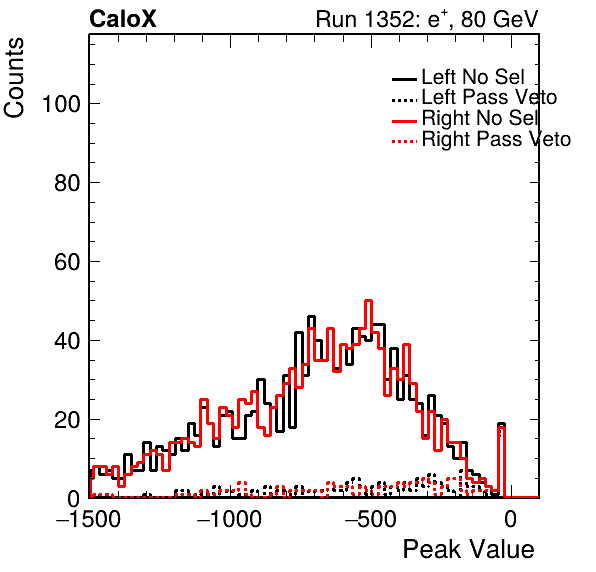 CaloX Run 1352: e⁺, 80 GeV
Counts
Left No Sel
Left Pass Veto
Right No Sel
Right Pass Veto
100
80
60
40
20
0
−1500 −1000 −500 0
Peak Value